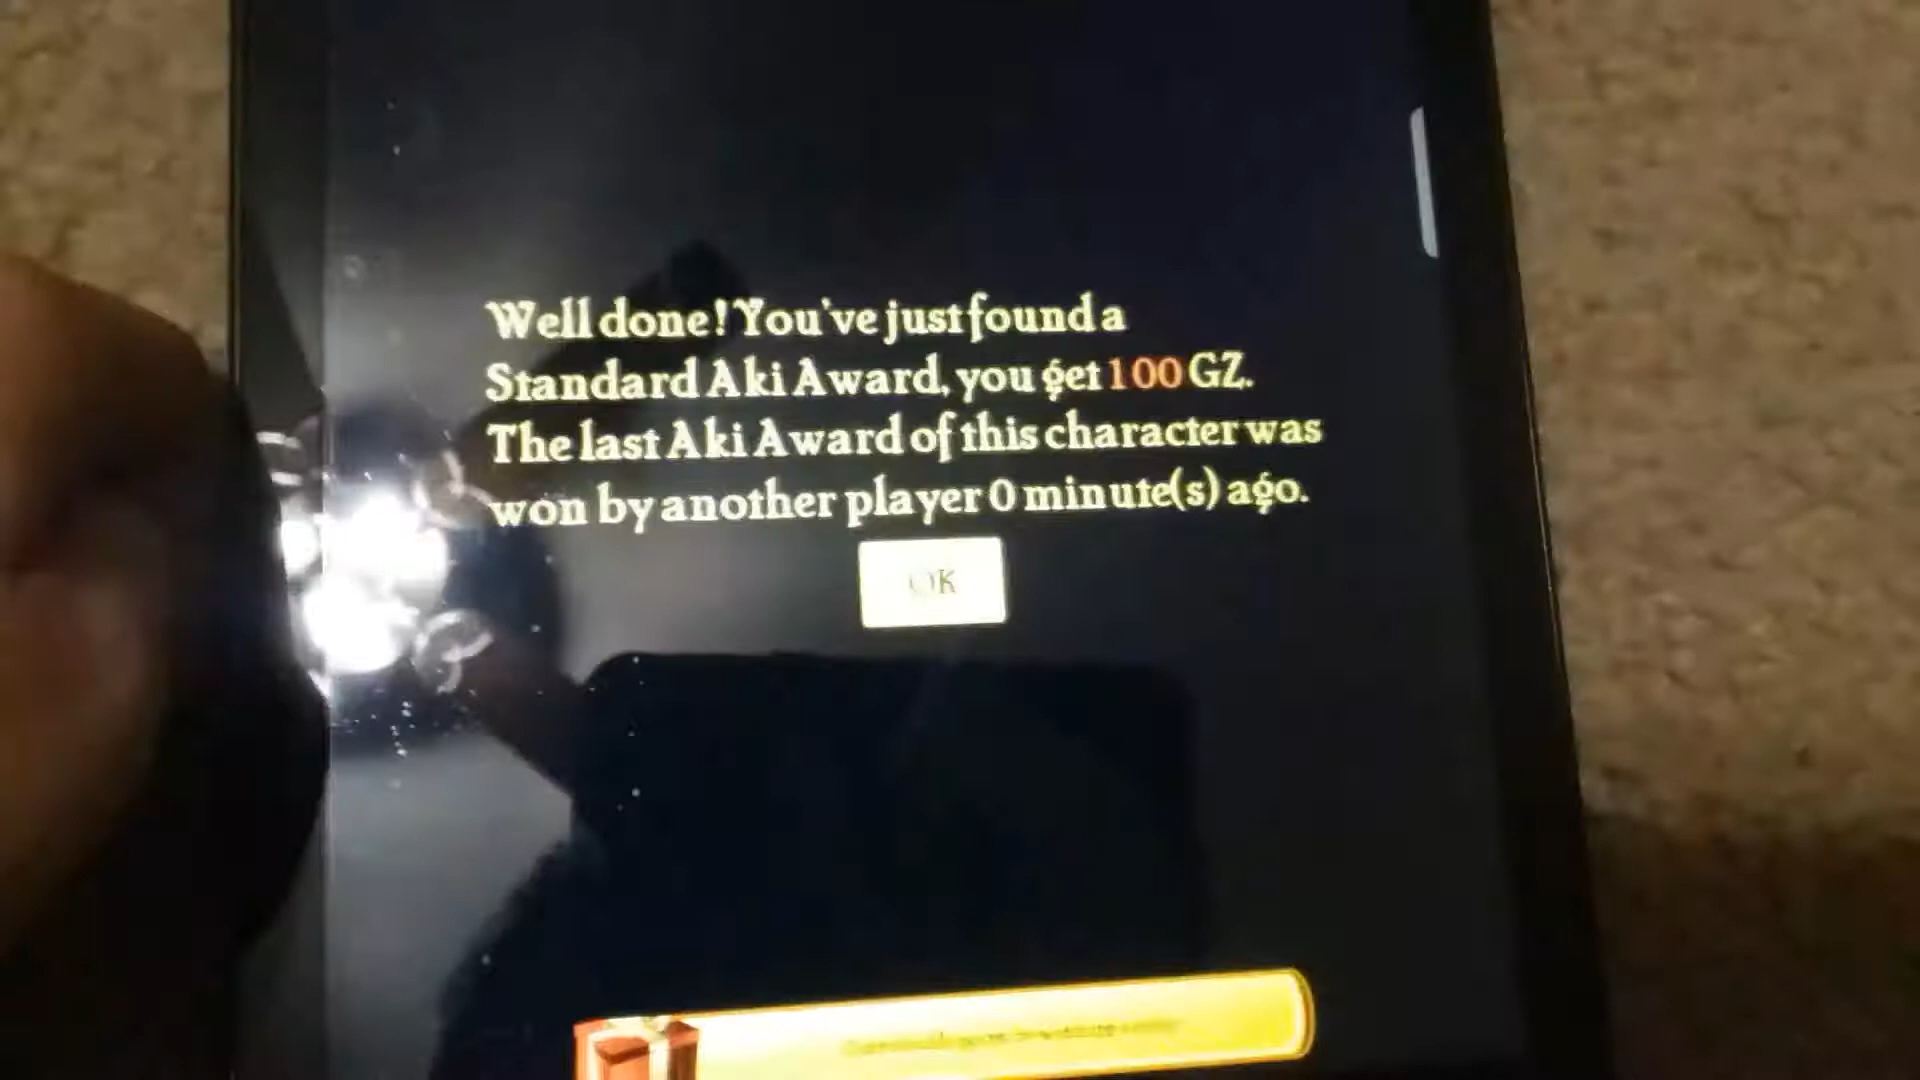 Well done! You've just found a
Standard Aki Award, you get 100 GZ.
The last Aki Award of this character was
won by another player 0 minute(s) ago.
OK